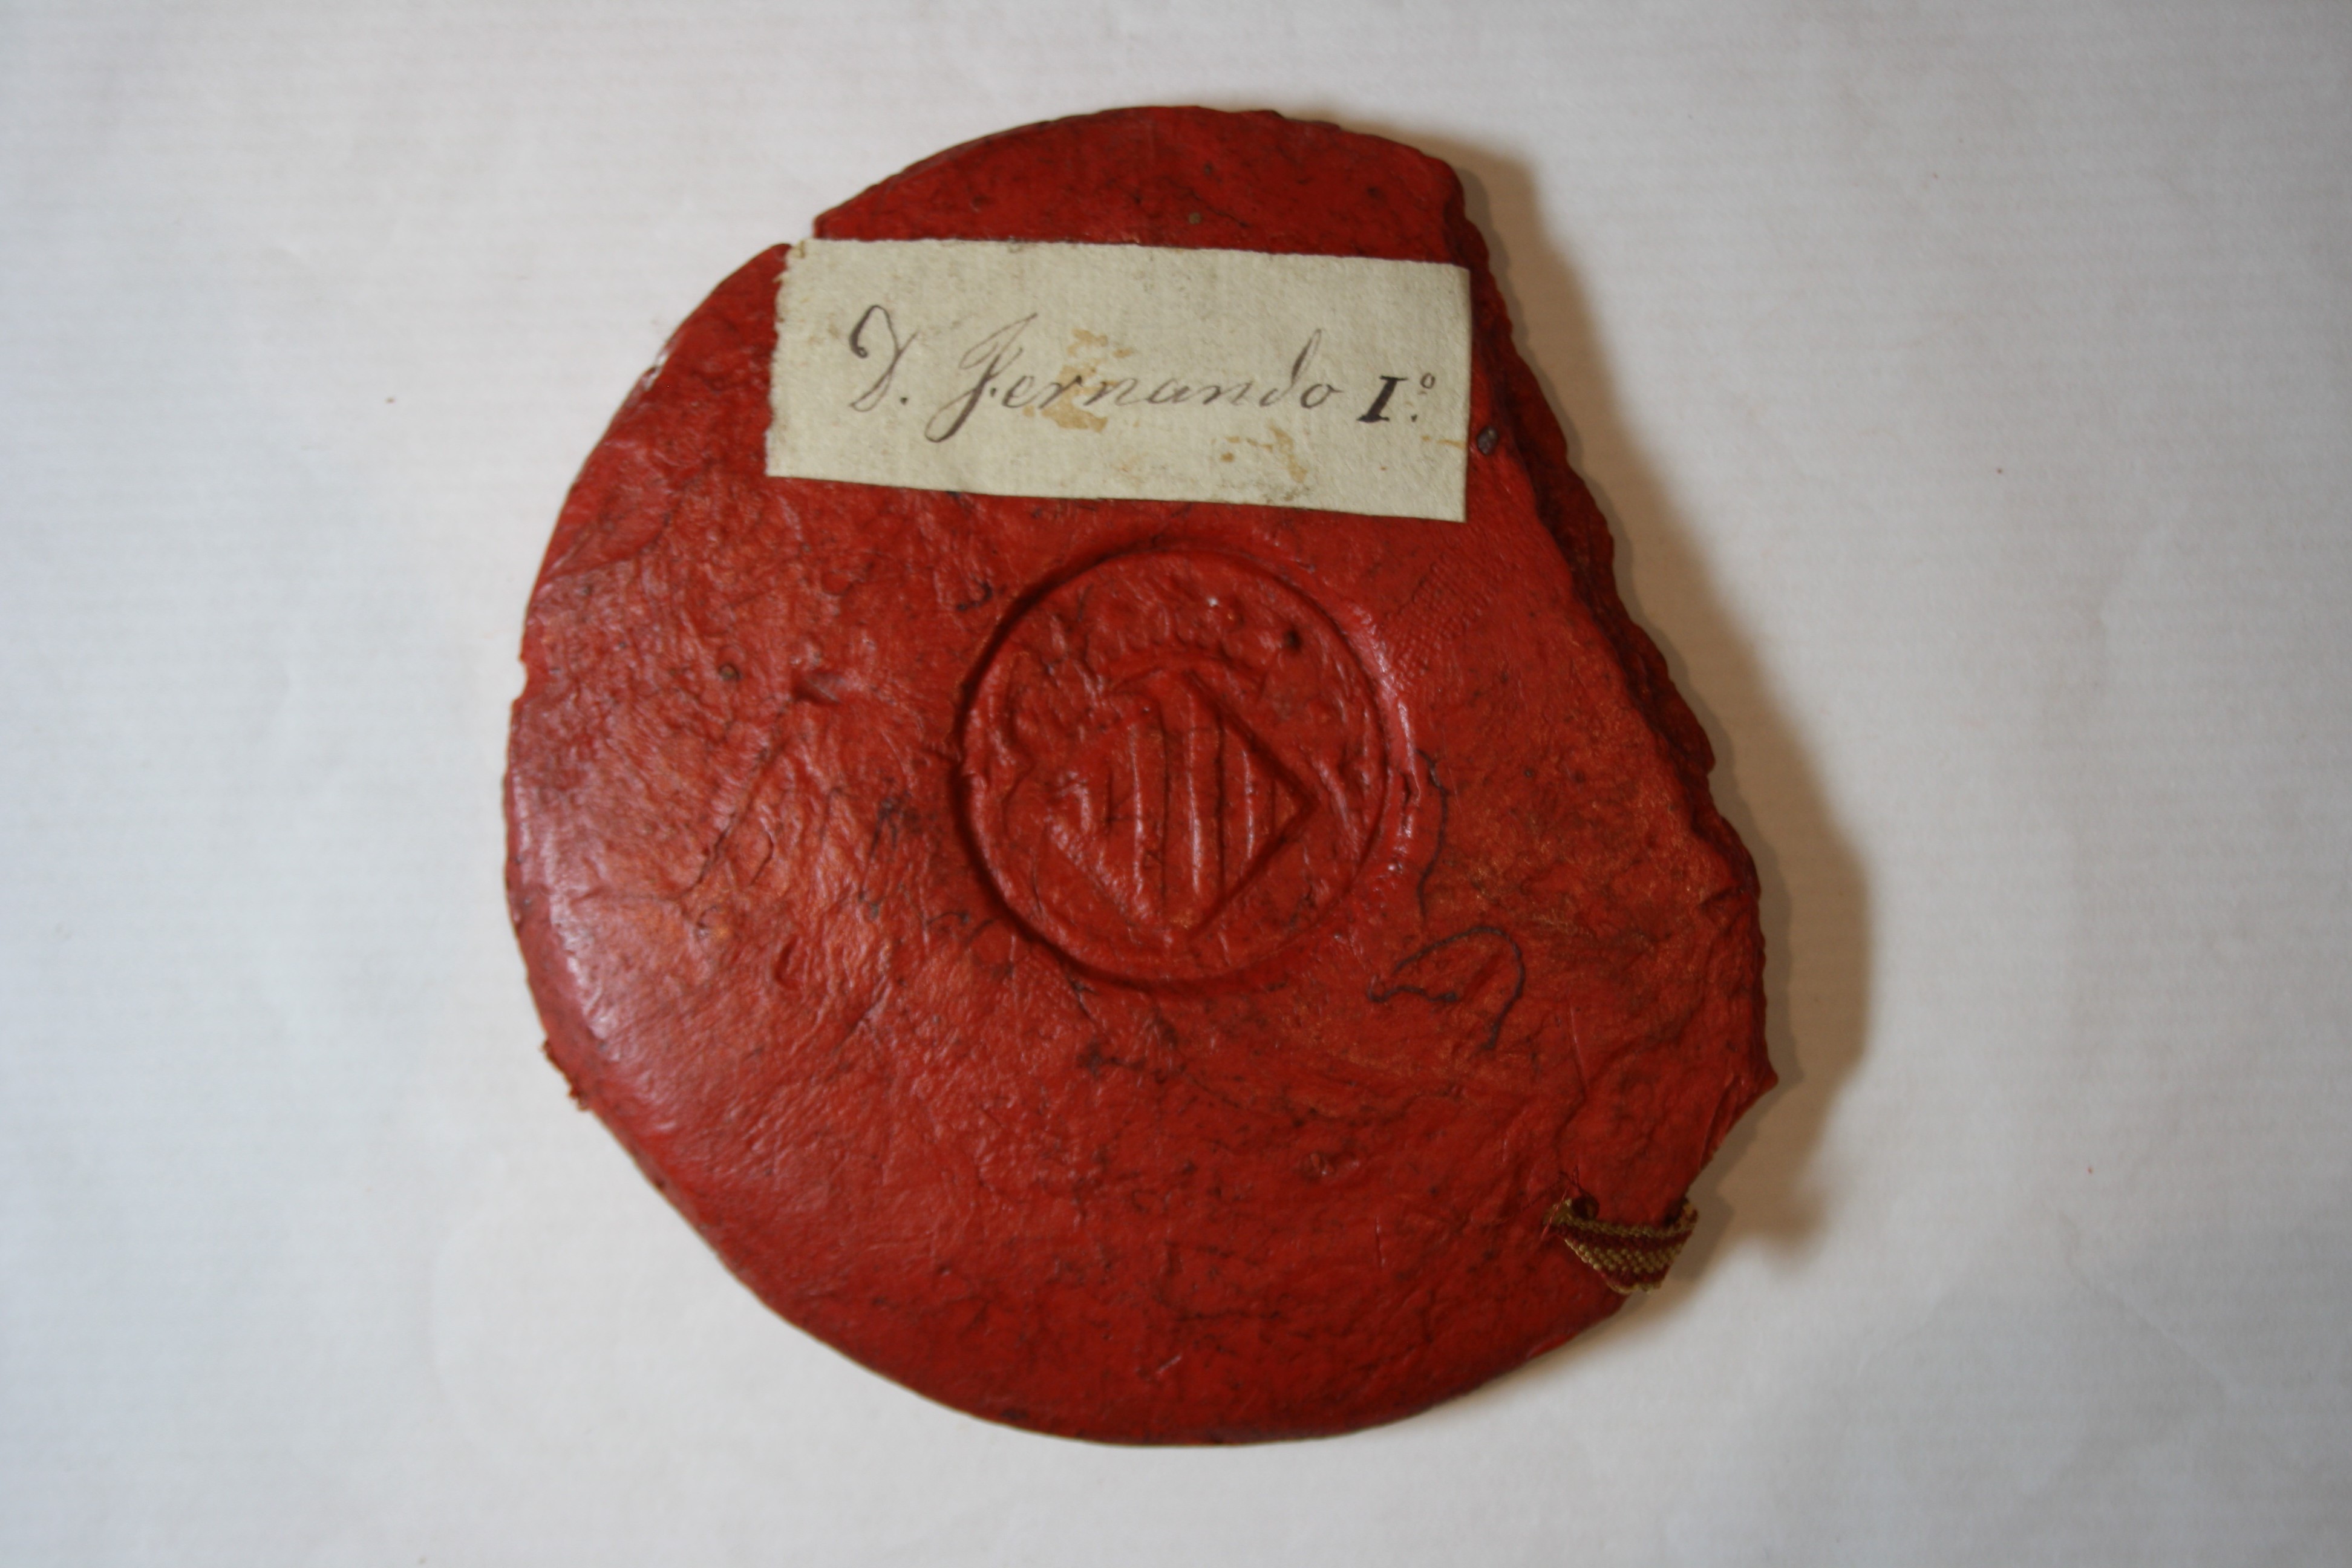 D. Fernando I.º